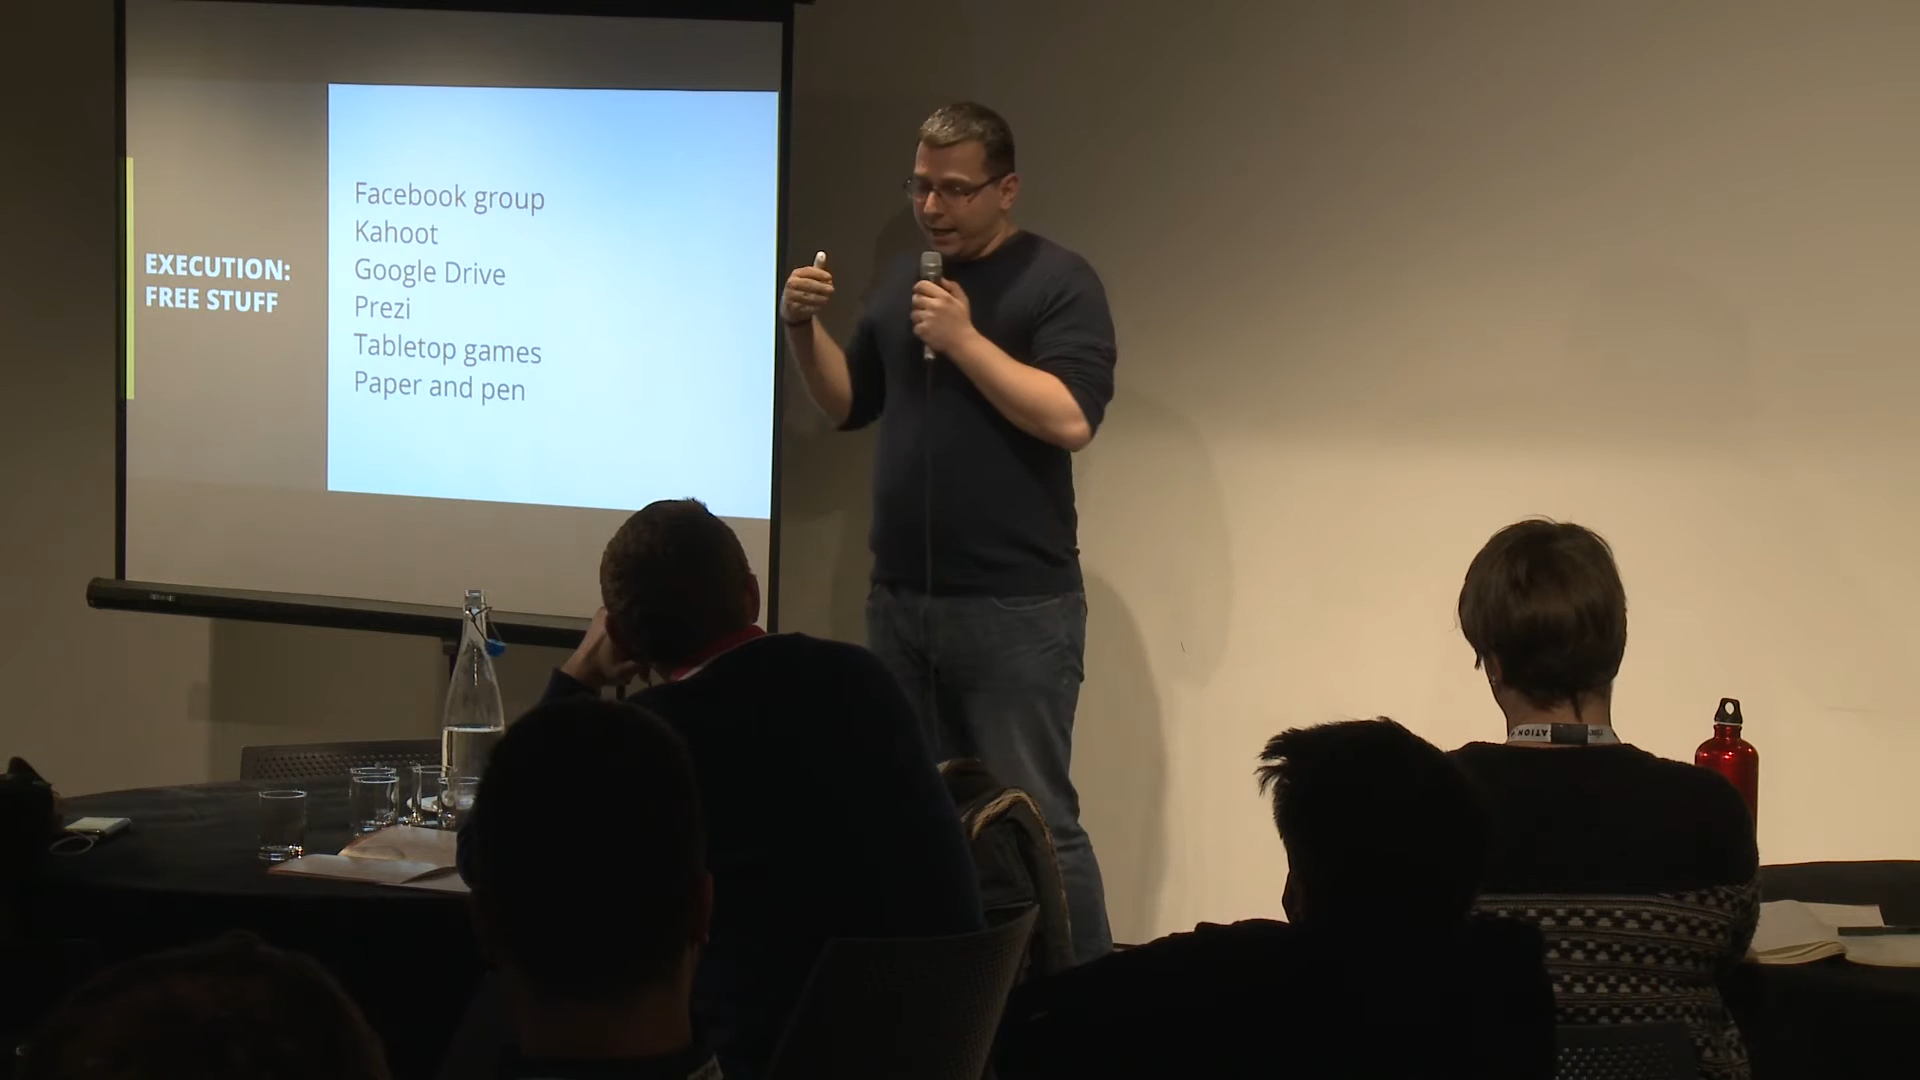 EXECUTION:
FREE STUFF
Facebook group
Kahoot
Google Drive
Prezi
Tabletop games
Paper and pen